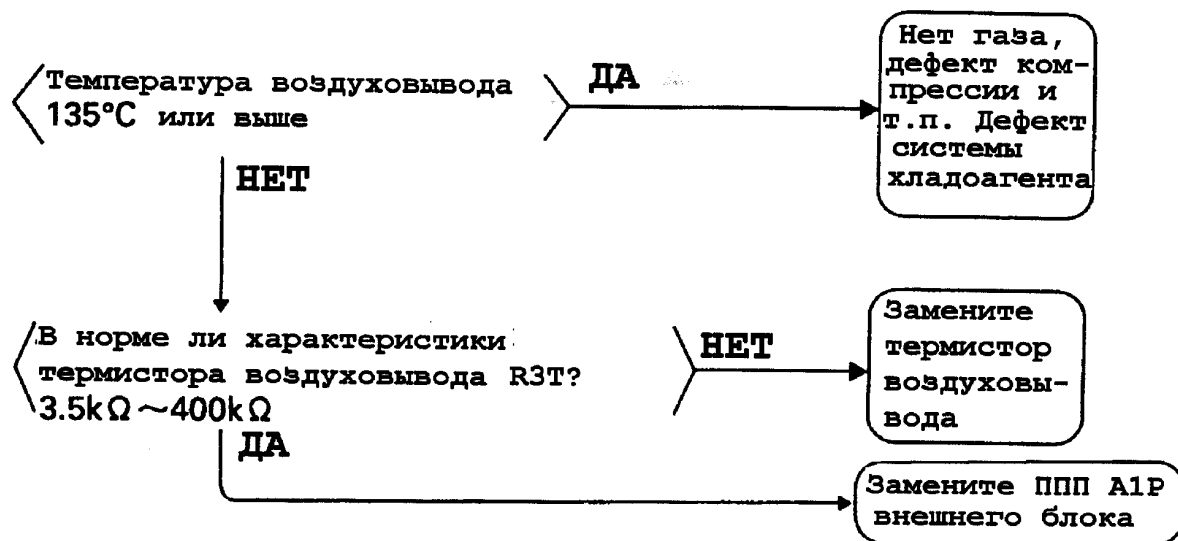 Температура воздуховывода
135°C или выше
ДА
Нет газа,
дефект ком-
прессии и
т.п. Дефект
системы
хладоагента
НЕТ
В норме ли характеристики
термистора воздуховывода R3T?
3.5kΩ～400kΩ
НЕТ
Замените
термистор
воздуховы-
вода
ДА
Замените ППП A1P
внешнего блока